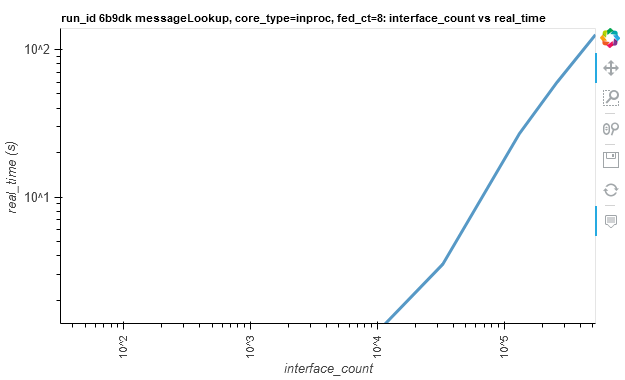 run_id 6b9dk messageLookup, core_type=inproc, fed_ct=8: interface_count vs real_time
10^2
10^1
real_time (s)
10^2
10^3
10^4
10^5
interface_count